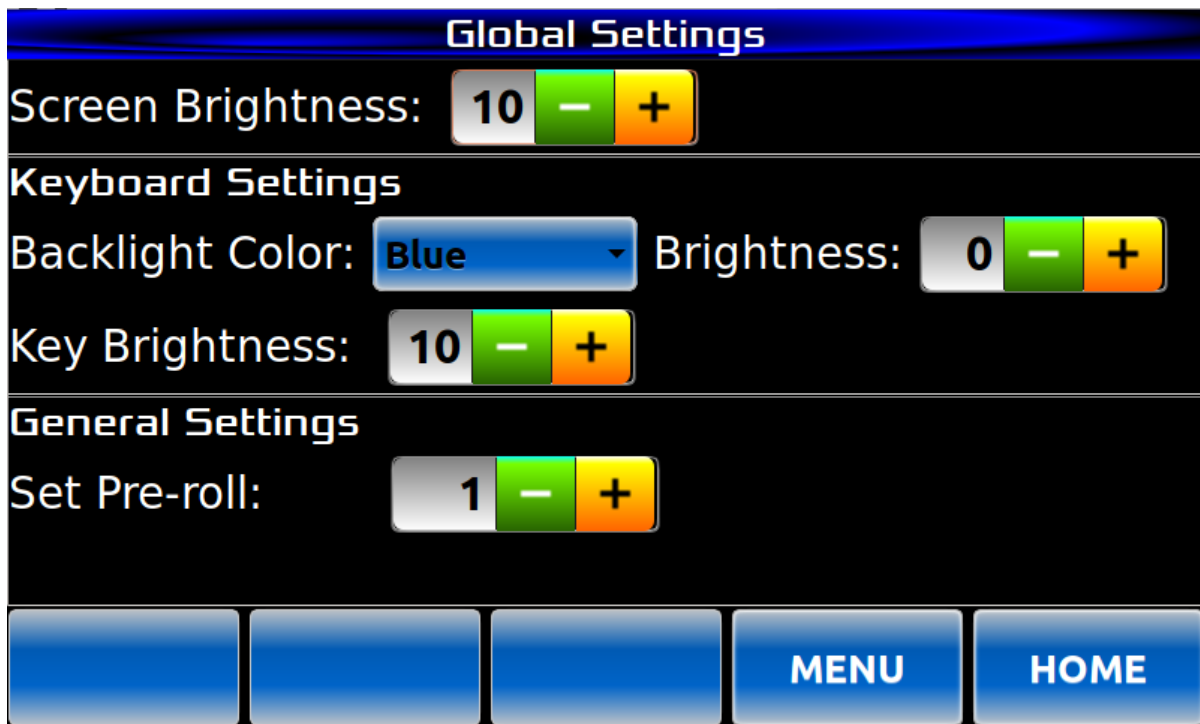 Global Settings
Screen Brightness: 10 − +
Keyboard Settings
Backlight Color: Blue Brightness: 0 − +
Key Brightness: 10 − +
General Settings
Set Pre-roll: 1 − +
MENU HOME